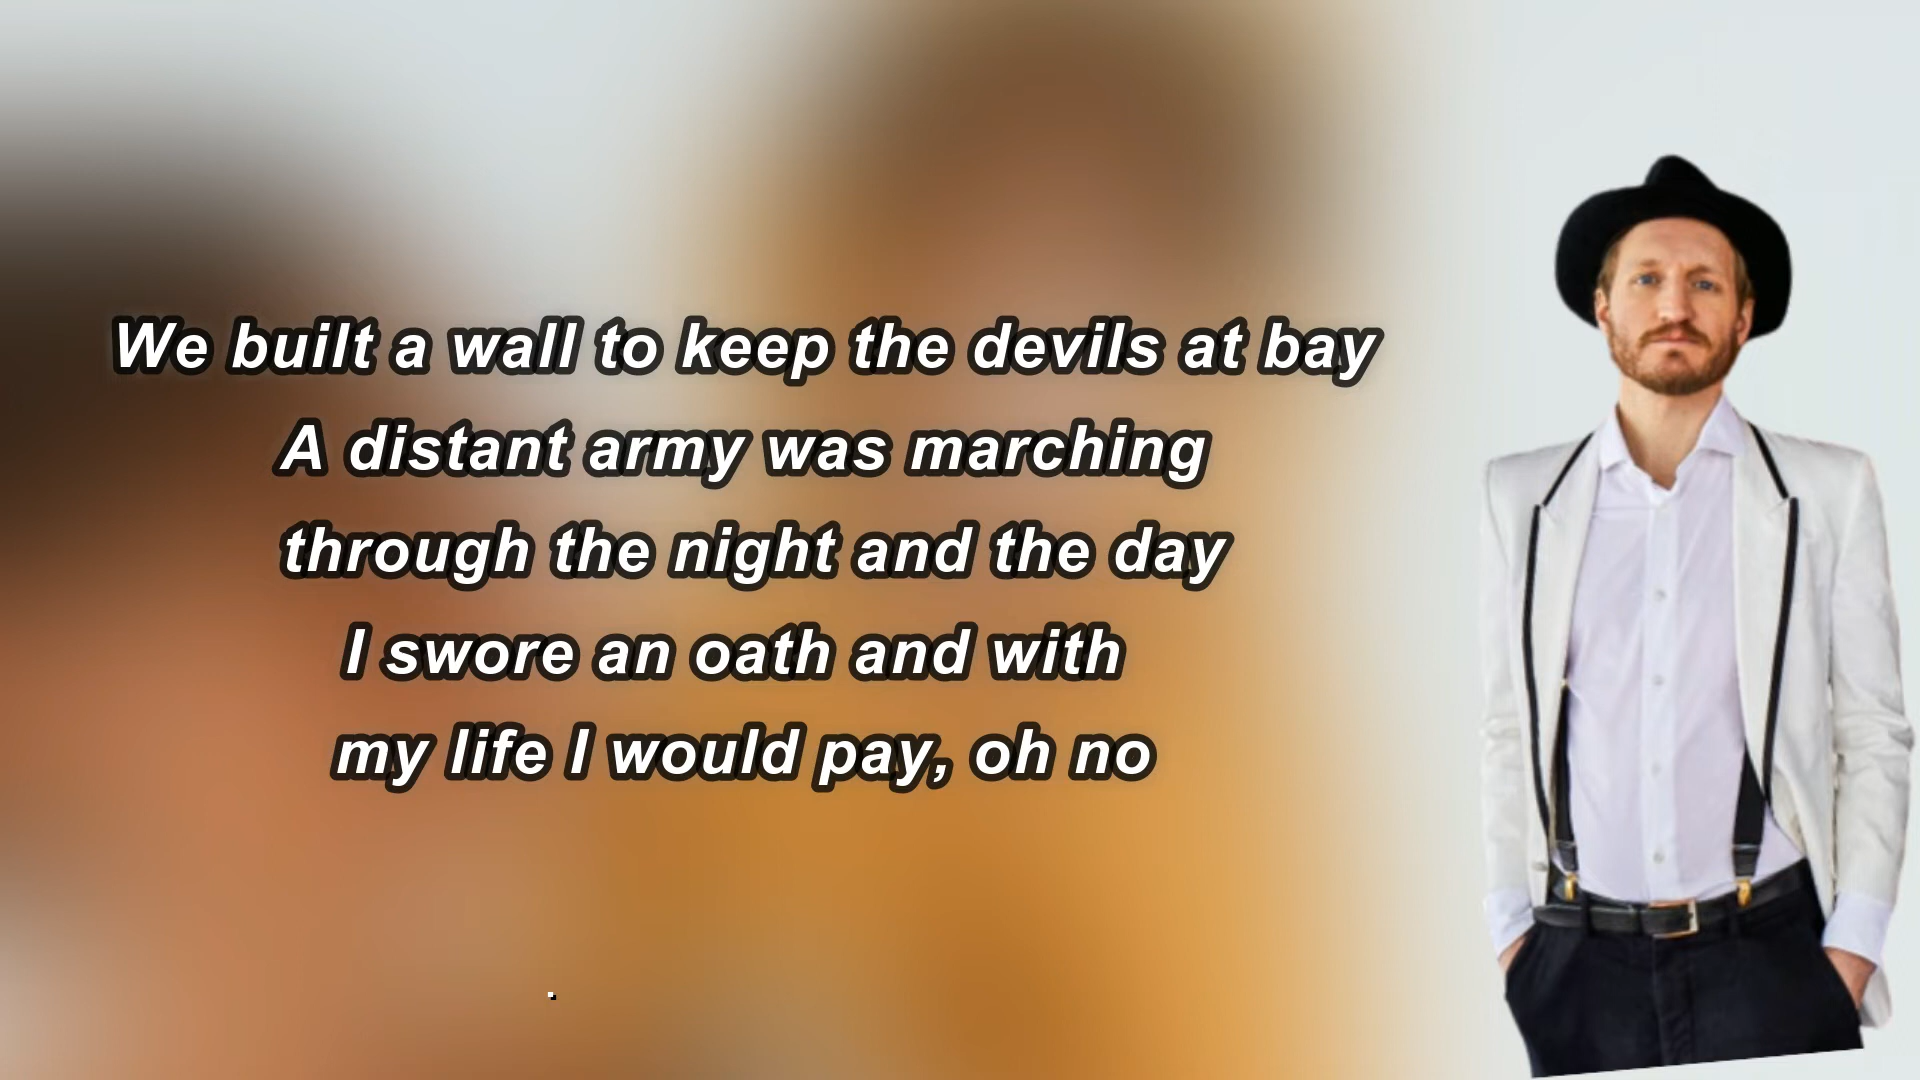 We built a wall to keep the devils at bay
A distant army was marching
through the night and the day
I swore an oath and with
my life I would pay, oh no